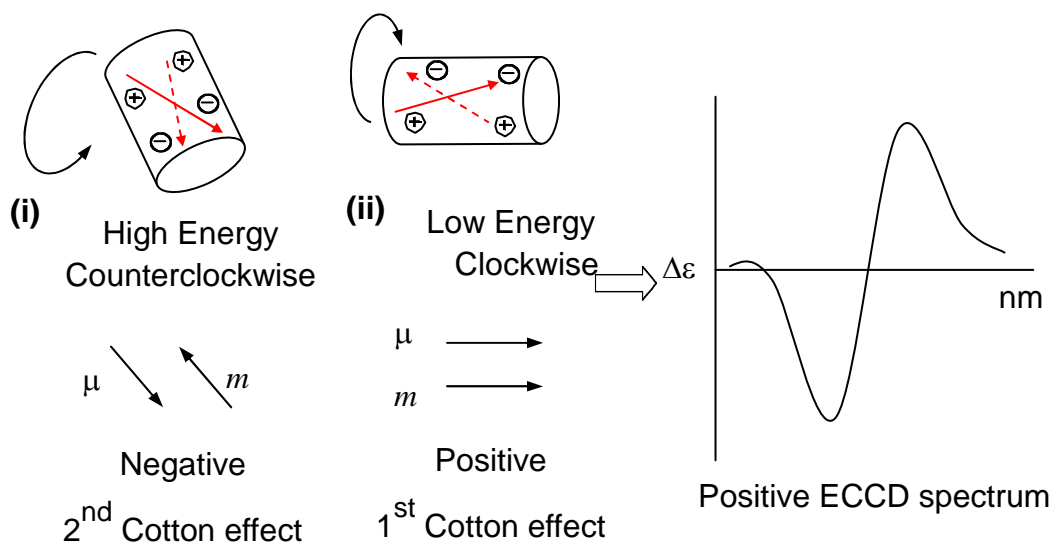 (i)
High Energy
Counterclockwise
μ
m
Negative
2nd Cotton effect
(ii)
Low Energy
Clockwise
μ
m
Positive
1st Cotton effect
Δε
nm
Positive ECCD spectrum